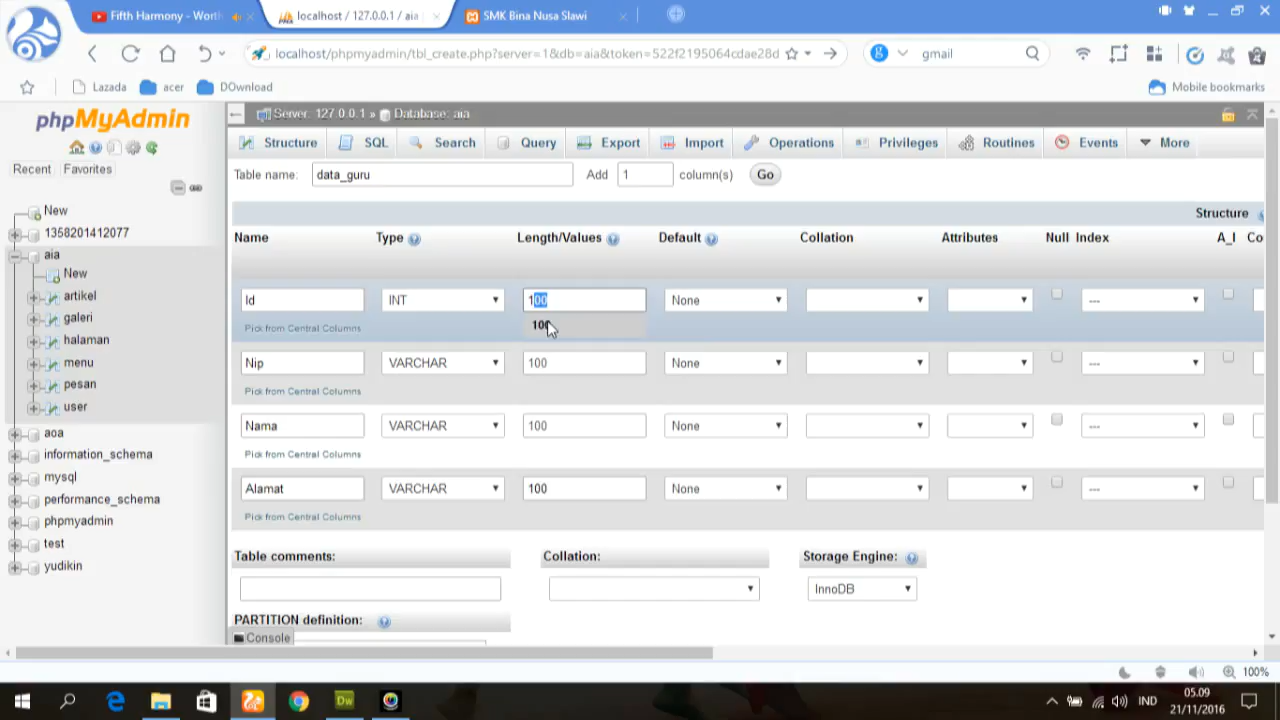 Fifth Harmony - Worth
localhost / 127.0.0.1 / aia
SMK Bina Nusa Slawi
localhost/phpmyadmin/tbl_create.php?server=1&db=aia&token=522f2195064cdae28d
gmail
Lazada
acer
DOwnload
Mobile bookmarks
phpMyAdmin
Server: 127.0.0.1 » Database: aia
Structure
SQL
Search
Query
Export
Import
Operations
Privileges
Routines
Events
More
Recent
Favorites
Table name:
data_guru
Add
1
column(s)
Go
New
1358201412077
aia
New
artikel
galeri
halaman
menu
pesan
user
aoa
information_schema
mysql
performance_schema
phpmyadmin
test
yudikin
Structure
Name
Type
Length/Values
Default
Collation
Attributes
Null
Index
A_I
Co
Id
INT
100
None
---
100
Pick from Central Columns
Nip
VARCHAR
100
None
---
Pick from Central Columns
Nama
VARCHAR
100
None
---
Pick from Central Columns
Alamat
VARCHAR
100
None
---
Pick from Central Columns
Table comments:
Collation:
Storage Engine:
InnoDB
PARTITION definition:
Console
100%
Dw
IND
05.09
21/11/2016